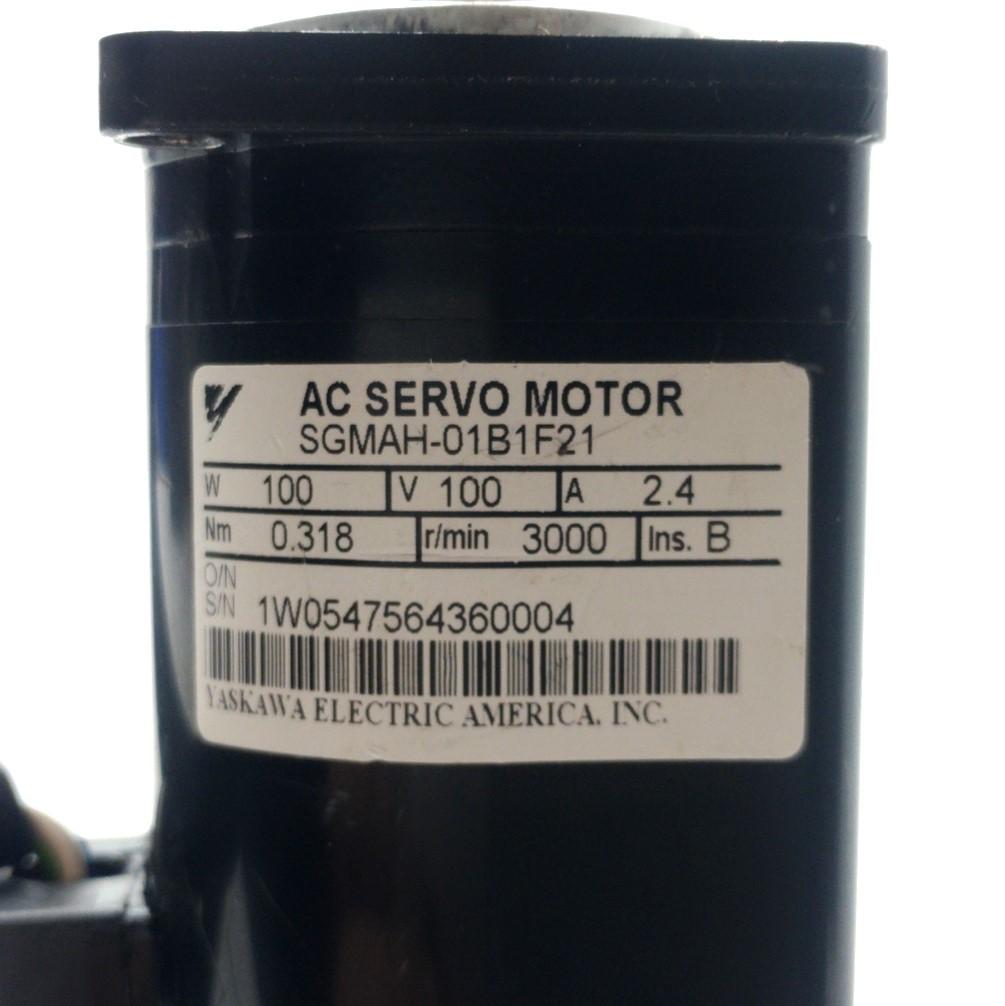 AC SERVO MOTOR
SGMAH-01B1F21
W 100 V 100 A 2.4
Nm 0.318 r/min 3000 Ins. B
O/N
S/N 1W0547564360004
YASKAWA ELECTRIC AMERICA. INC.